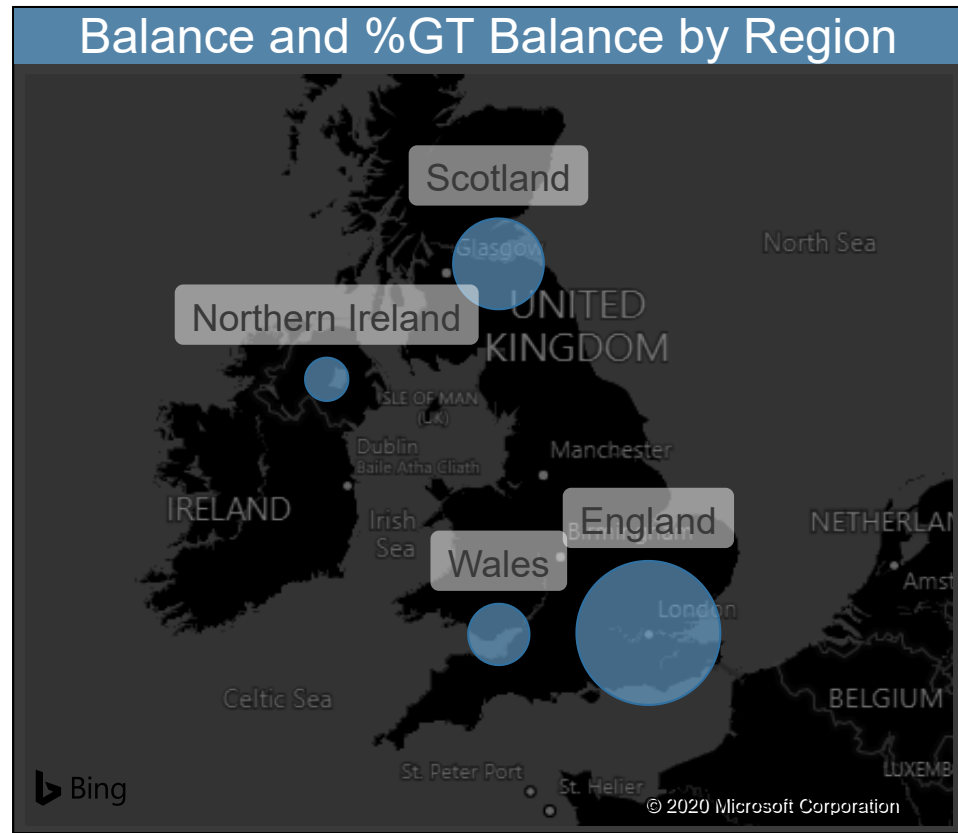 Balance and %GT Balance by Region
Scotland
North Sea
Glasgow
Northern Ireland
UNITED
KINGDOM
ISLE OF MAN
(UK)
Dublin
Baile Atha Cliath
Manchester
IRELAND
Irish
Sea
England
Birmingham
NETHERLAN
Wales
Amst
London
Celtic Sea
BELGIUM
St. Peter Port
St. Helier
LUXEMB
Bing
© 2020 Microsoft Corporation